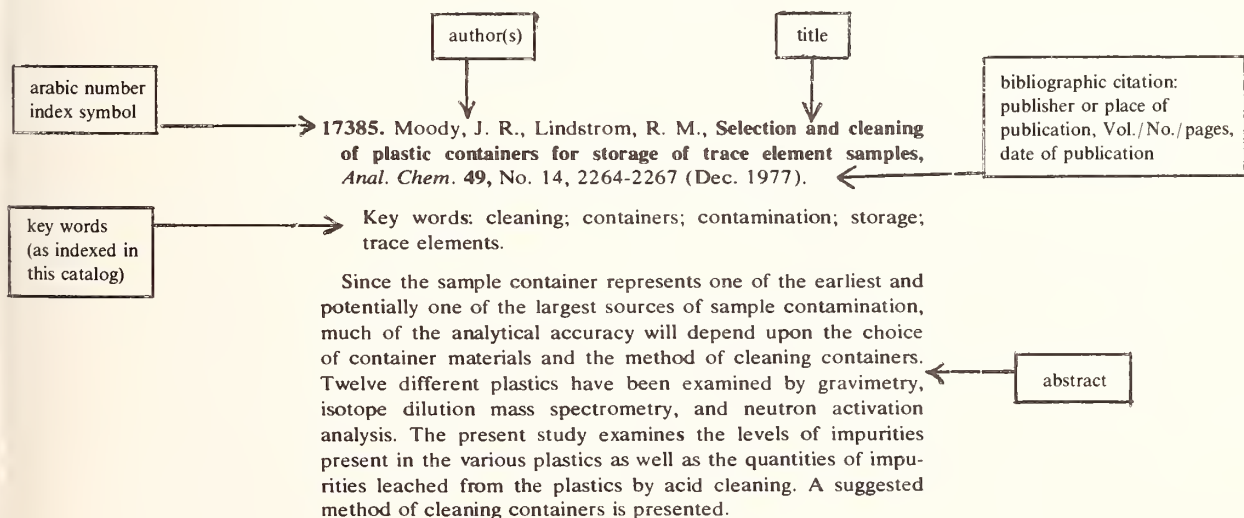 author(s)
title
arabic number
index symbol
bibliographic citation:
publisher or place of
publication, Vol./No./pages,
date of publication
17385. Moody, J. R., Lindstrom, R. M., Selection and cleaning
of plastic containers for storage of trace element samples,
Anal. Chem. 49, No. 14, 2264-2267 (Dec. 1977).
key words
(as indexed in
this catalog)
Key words: cleaning; containers; contamination; storage;
trace elements.
Since the sample container represents one of the earliest and
potentially one of the largest sources of sample contamination,
much of the analytical accuracy will depend upon the choice
of container materials and the method of cleaning containers.
Twelve different plastics have been examined by gravimetry,
isotope dilution mass spectrometry, and neutron activation
analysis. The present study examines the levels of impurities
present in the various plastics as well as the quantities of impu-
rities leached from the plastics by acid cleaning. A suggested
method of cleaning containers is presented.
abstract